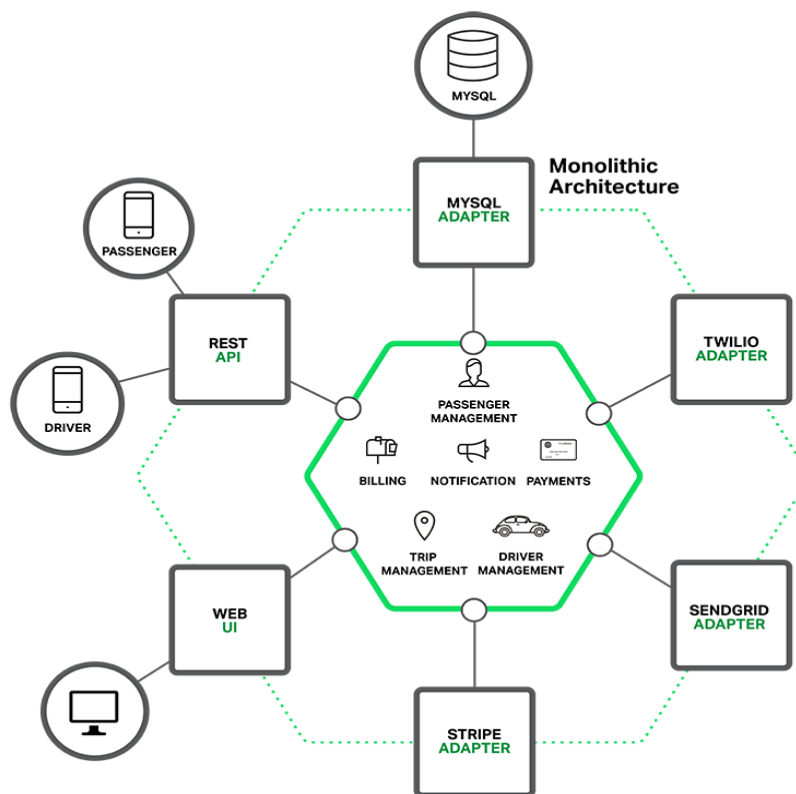 MYSQL
Monolithic
Architecture
MYSQL
ADAPTER
PASSENGER
REST
API
TWILIO
ADAPTER
DRIVER
PASSENGER
MANAGEMENT
BILLING
NOTIFICATION
PAYMENTS
TRIP
MANAGEMENT
DRIVER
MANAGEMENT
WEB
UI
SENDGRID
ADAPTER
STRIPE
ADAPTER